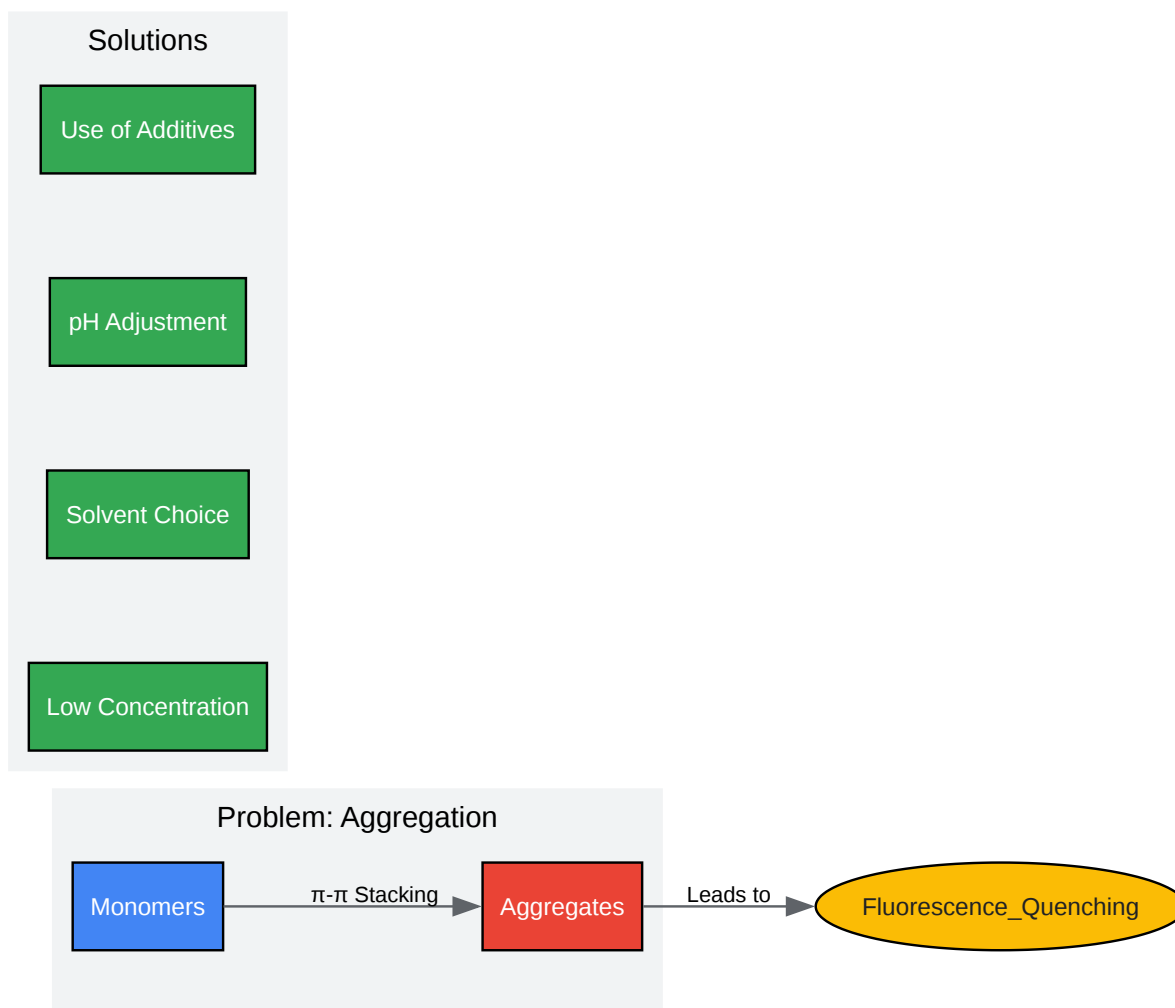 Solutions
Use of Additives
pH Adjustment
Solvent Choice
Low Concentration
Problem: Aggregation
Monomers
π-π Stacking
Aggregates
Leads to
Fluorescence_Quenching